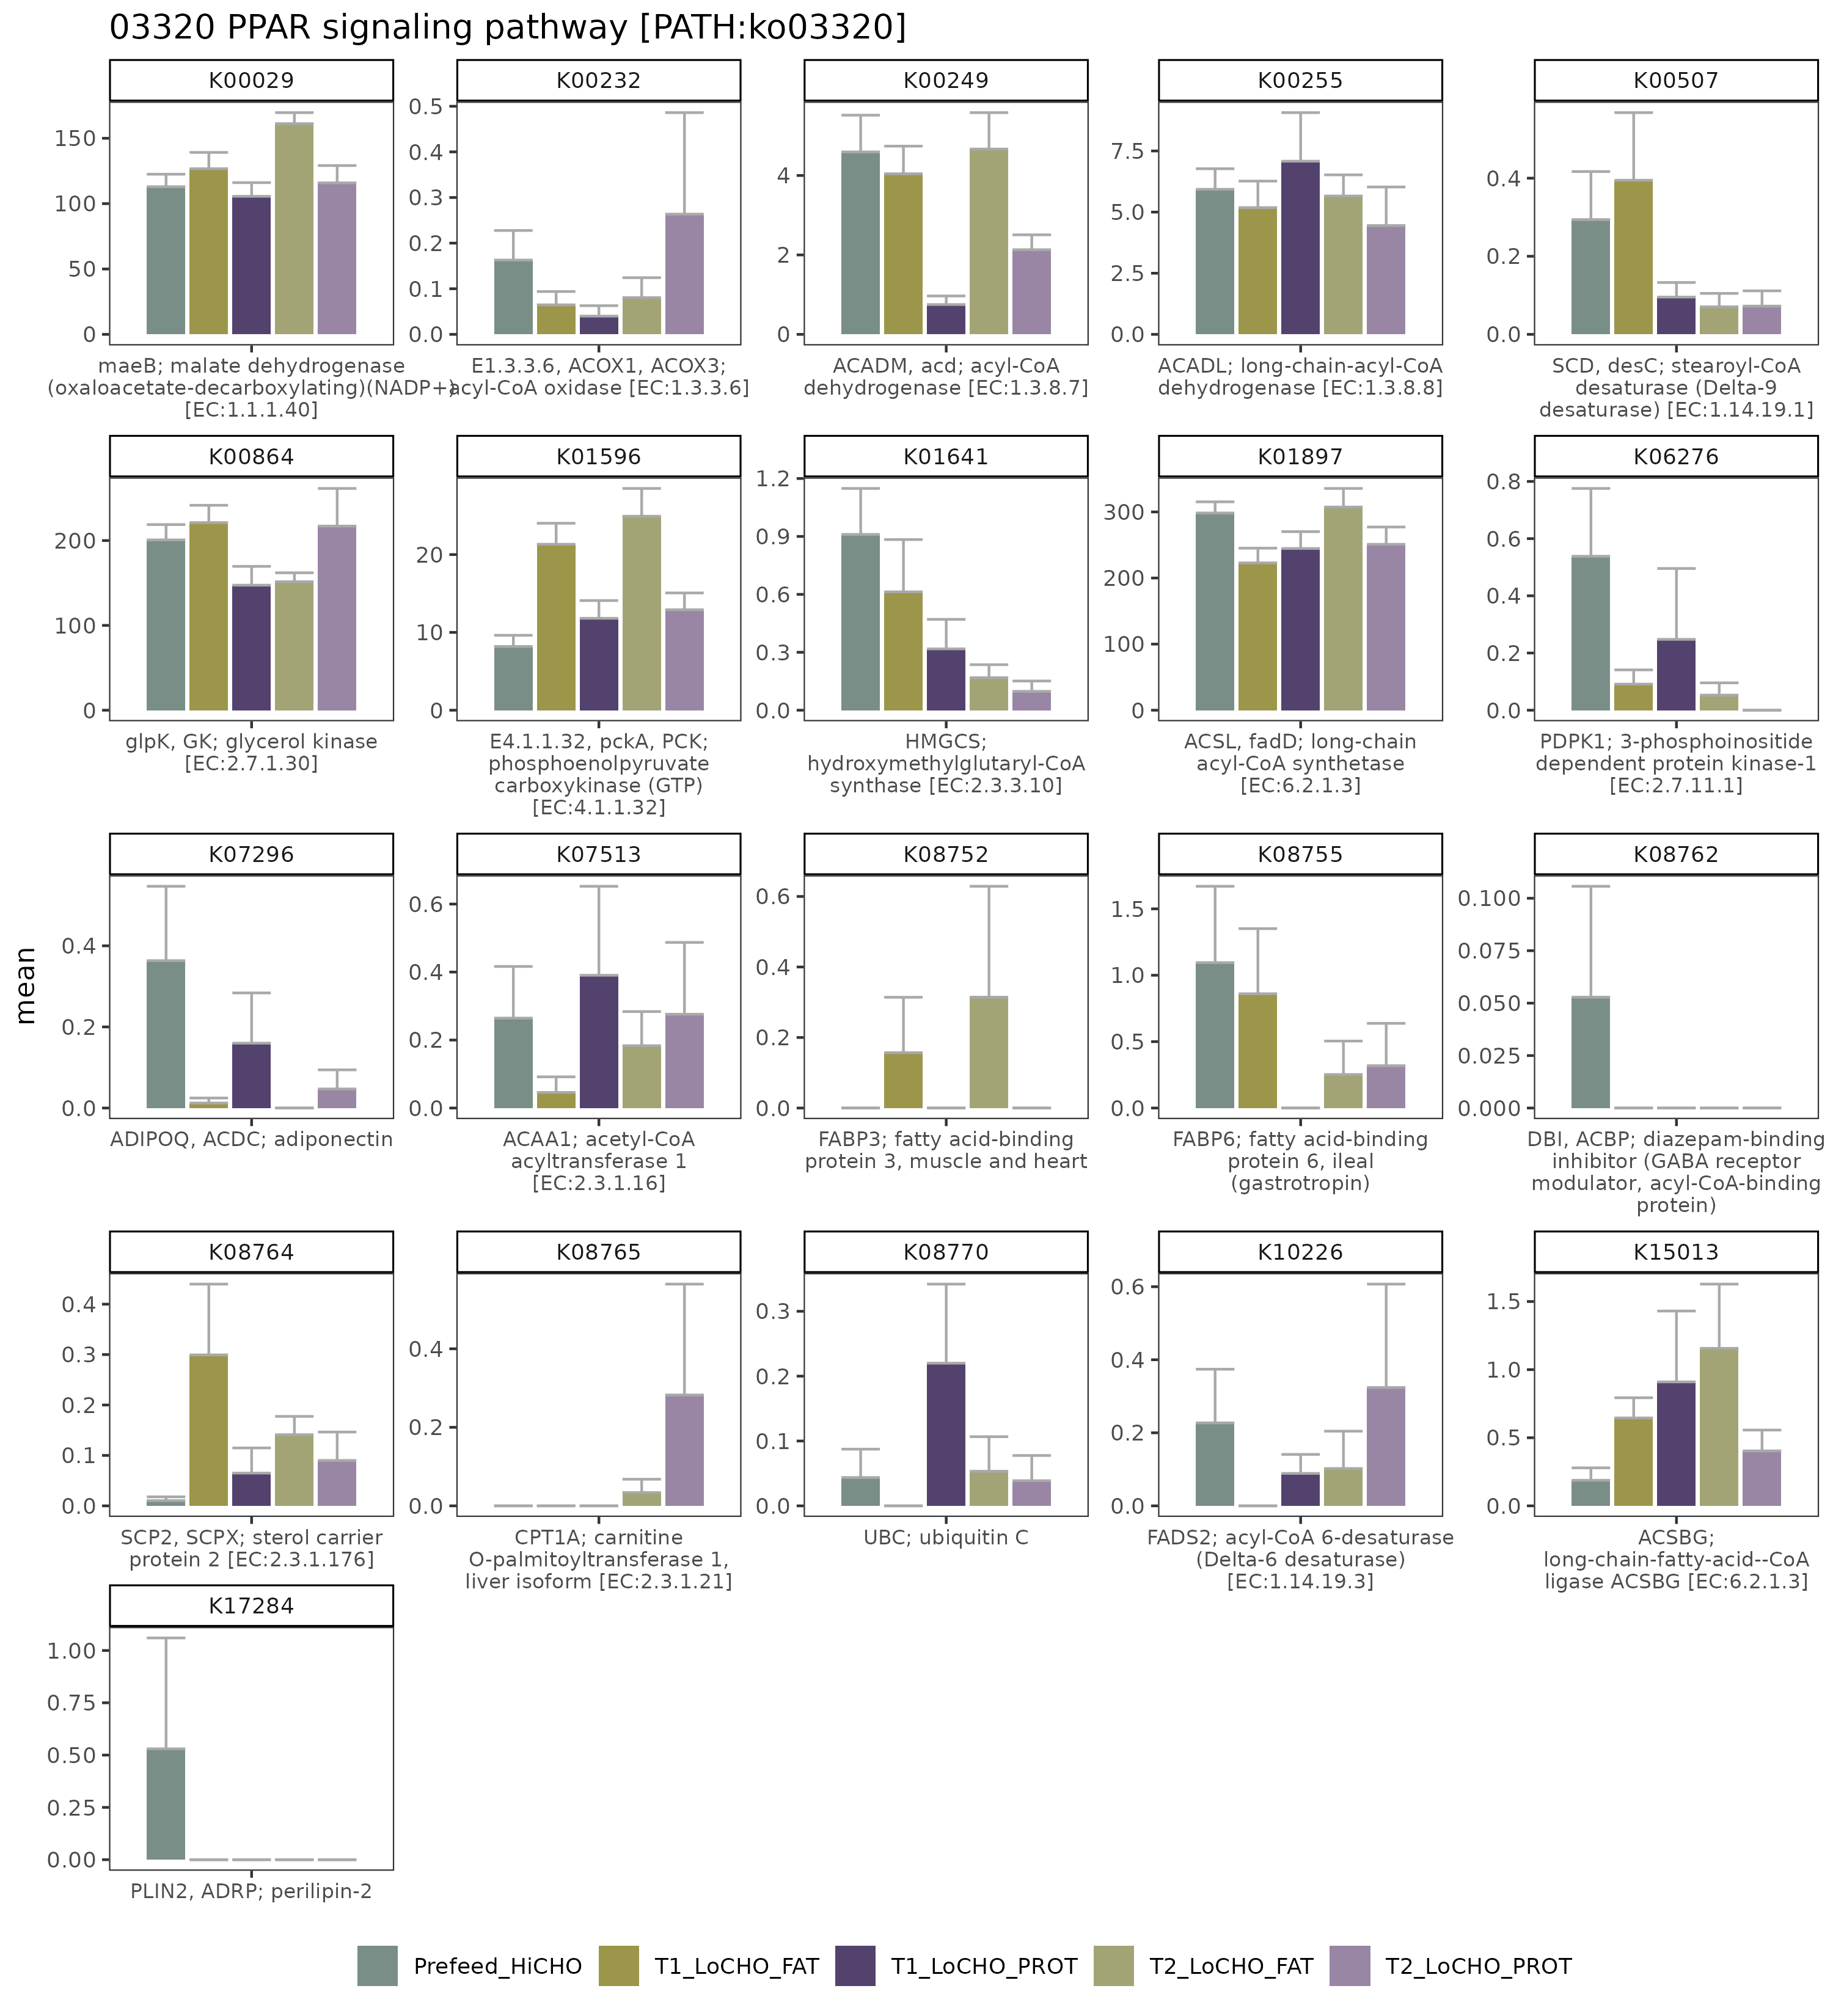 03320 PPAR signaling pathway [PATH:ko03320]
K00029 K00232 K00249 K00255 K00507
150
100
50
0
0.5
0.4
0.3
0.2
0.1
0.0
4
2
0
7.5
5.0
2.5
0.0
0.4
0.2
0.0
maeB; malate dehydrogenase
(oxaloacetate-decarboxylating)(NADP+)
[EC:1.1.1.40]
E1.3.3.6, ACOX1, ACOX3;
acyl-CoA oxidase [EC:1.3.3.6]
ACADM, acd; acyl-CoA
dehydrogenase [EC:1.3.8.7]
ACADL; long-chain-acyl-CoA
dehydrogenase [EC:1.3.8.8]
SCD, desC; stearoyl-CoA
desaturase (Delta-9
desaturase) [EC:1.14.19.1]
K00864 K01596 K01641 K01897 K06276
200
100
0
20
10
0
1.2
0.9
0.6
0.3
0.0
300
200
100
0
0.8
0.6
0.4
0.2
0.0
glpK, GK; glycerol kinase
[EC:2.7.1.30]
E4.1.1.32, pckA, PCK;
phosphoenolpyruvate
carboxykinase (GTP)
[EC:4.1.1.32]
HMGCS;
hydroxymethylglutaryl-CoA
synthase [EC:2.3.3.10]
ACSL, fadD; long-chain
acyl-CoA synthetase
[EC:6.2.1.3]
PDPK1; 3-phosphoinositide
dependent protein kinase-1
[EC:2.7.11.1]
mean
K07296 K07513 K08752 K08755 K08762
0.4
0.2
0.0
0.6
0.4
0.2
0.0
0.6
0.4
0.2
0.0
1.5
1.0
0.5
0.0
0.100
0.075
0.050
0.025
0.000
ADIPOQ, ACDC; adiponectin
ACAA1; acetyl-CoA
acyltransferase 1
[EC:2.3.1.16]
FABP3; fatty acid-binding
protein 3, muscle and heart
FABP6; fatty acid-binding
protein 6, ileal
(gastrotropin)
DBI, ACBP; diazepam-binding
inhibitor (GABA receptor
modulator, acyl-CoA-binding
protein)
K08764 K08765 K08770 K10226 K15013
0.4
0.3
0.2
0.1
0.0
0.4
0.2
0.0
0.3
0.2
0.1
0.0
0.6
0.4
0.2
0.0
1.5
1.0
0.5
0.0
SCP2, SCPX; sterol carrier
protein 2 [EC:2.3.1.176]
CPT1A; carnitine
O-palmitoyltransferase 1,
liver isoform [EC:2.3.1.21]
UBC; ubiquitin C
FADS2; acyl-CoA 6-desaturase
(Delta-6 desaturase)
[EC:1.14.19.3]
ACSBG;
long-chain-fatty-acid--CoA
ligase ACSBG [EC:6.2.1.3]
K17284
1.00
0.75
0.50
0.25
0.00
PLIN2, ADRP; perilipin-2
Prefeed_HiCHO T1_LoCHO_FAT T1_LoCHO_PROT T2_LoCHO_FAT T2_LoCHO_PROT